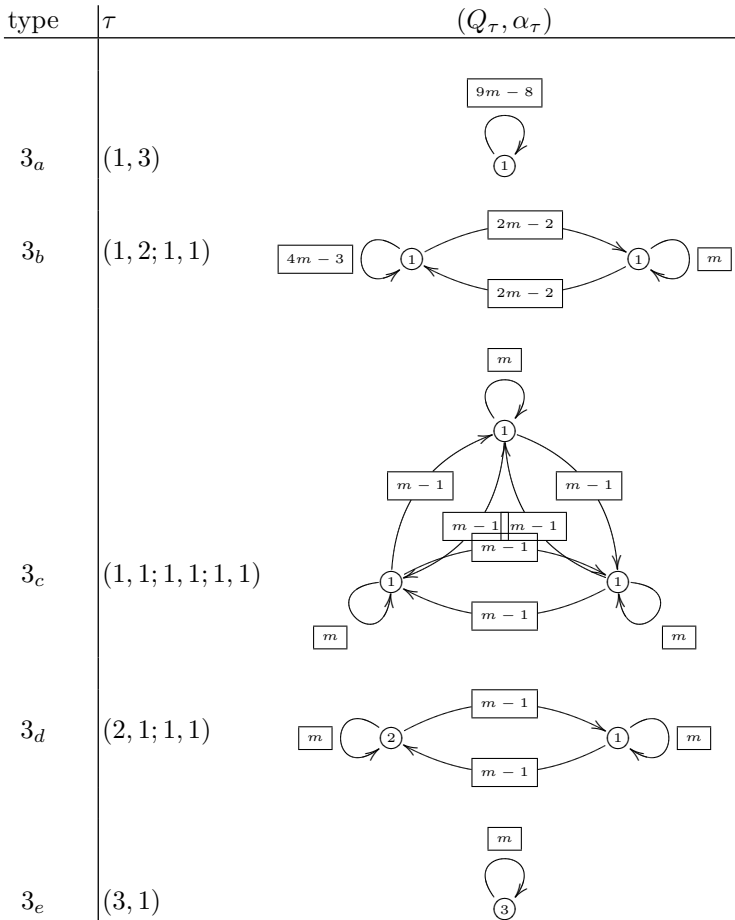 type τ (Q_τ, α_τ)
9m − 8
1
3_a (1, 3)
2m − 2
3_b (1, 2; 1, 1) 4m − 3 1 1 m
2m − 2
m
1
m − 1 m − 1
m − 1 m − 1
m − 1
3_c (1, 1; 1, 1; 1, 1) 1 1
m − 1
m m
m − 1
3_d (2, 1; 1, 1) m 2 1 m
m − 1
m
3_e (3, 1) 3